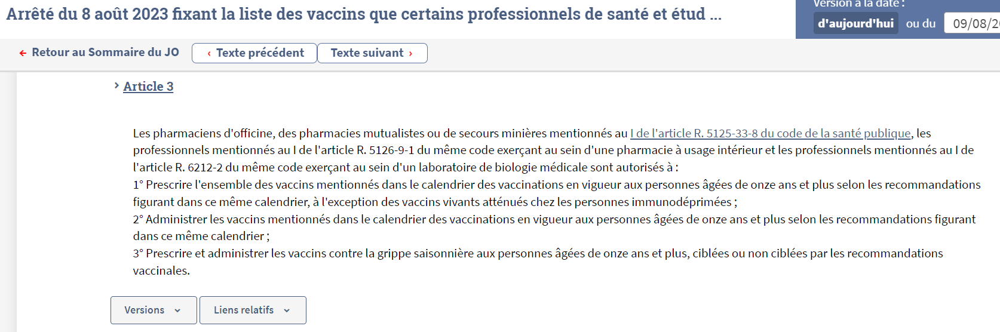 Arrêté du 8 août 2023 fixant la liste des vaccins que certains professionnels de santé et étud ...
Version à la date :
d'aujourd'hui ou du 09/08/20
← Retour au Sommaire du JO ‹ Texte précédent Texte suivant ›
Article 3
Les pharmaciens d'officine, des pharmacies mutualistes ou de secours minières mentionnés au I de l'article R. 5125-33-8 du code de la santé publique, les
professionnels mentionnés au I de l'article R. 5126-9-1 du même code exerçant au sein d'une pharmacie à usage intérieur et les professionnels mentionnés au I de
l'article R. 6212-2 du même code exerçant au sein d'un laboratoire de biologie médicale sont autorisés à :
1° Prescrire l'ensemble des vaccins mentionnés dans le calendrier des vaccinations en vigueur aux personnes âgées de onze ans et plus selon les recommandations
figurant dans ce même calendrier, à l'exception des vaccins vivants atténués chez les personnes immunodéprimées ;
2° Administrer les vaccins mentionnés dans le calendrier des vaccinations en vigueur aux personnes âgées de onze ans et plus selon les recommandations figurant
dans ce même calendrier ;
3° Prescrire et administrer les vaccins contre la grippe saisonnière aux personnes âgées de onze ans et plus, ciblées ou non ciblées par les recommandations
vaccinales.
Versions Liens relatifs